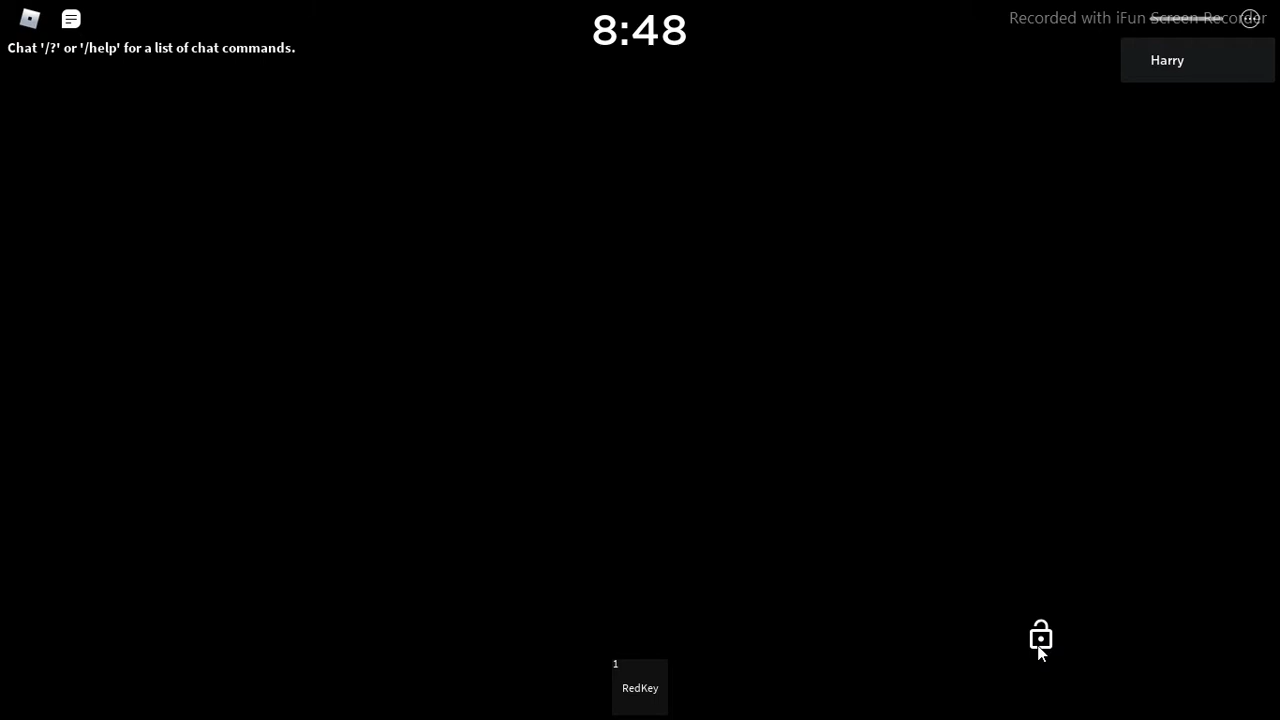 8:48
Recorded with iFun Screen Recorder
Chat '/?' or '/help' for a list of chat commands.
Harry
1
RedKey